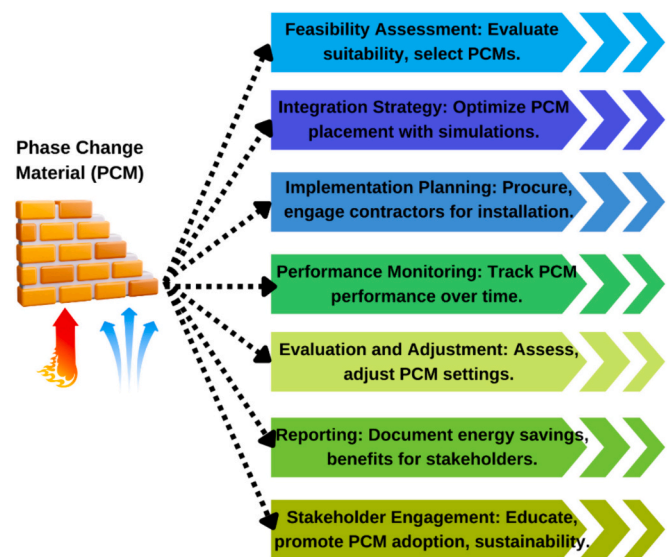 Phase Change
Material (PCM)
Feasibility Assessment: Evaluate
suitability, select PCMs.
Integration Strategy: Optimize PCM
placement with simulations.
Implementation Planning: Procure,
engage contractors for installation.
Performance Monitoring: Track PCM
performance over time.
Evaluation and Adjustment: Assess,
adjust PCM settings.
Reporting: Document energy savings,
benefits for stakeholders.
Stakeholder Engagement: Educate,
promote PCM adoption, sustainability.